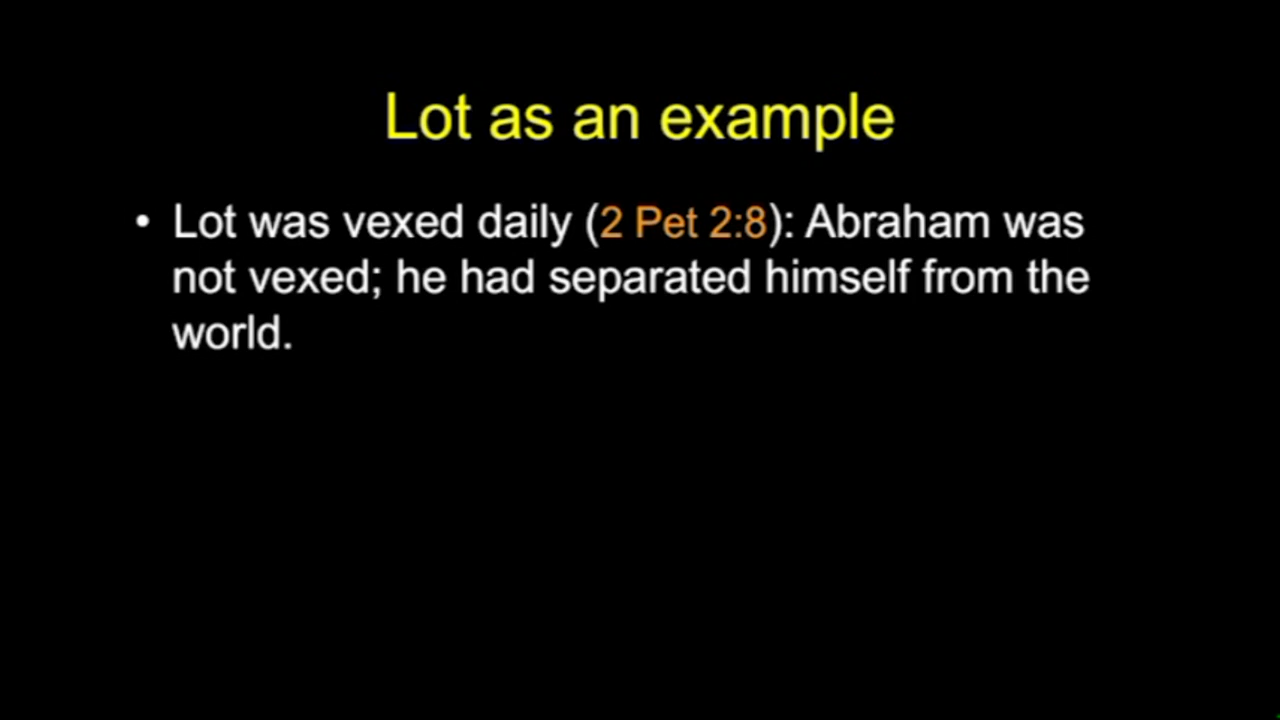 Lot as an example
• Lot was vexed daily (2 Pet 2:8): Abraham was
not vexed; he had separated himself from the
world.